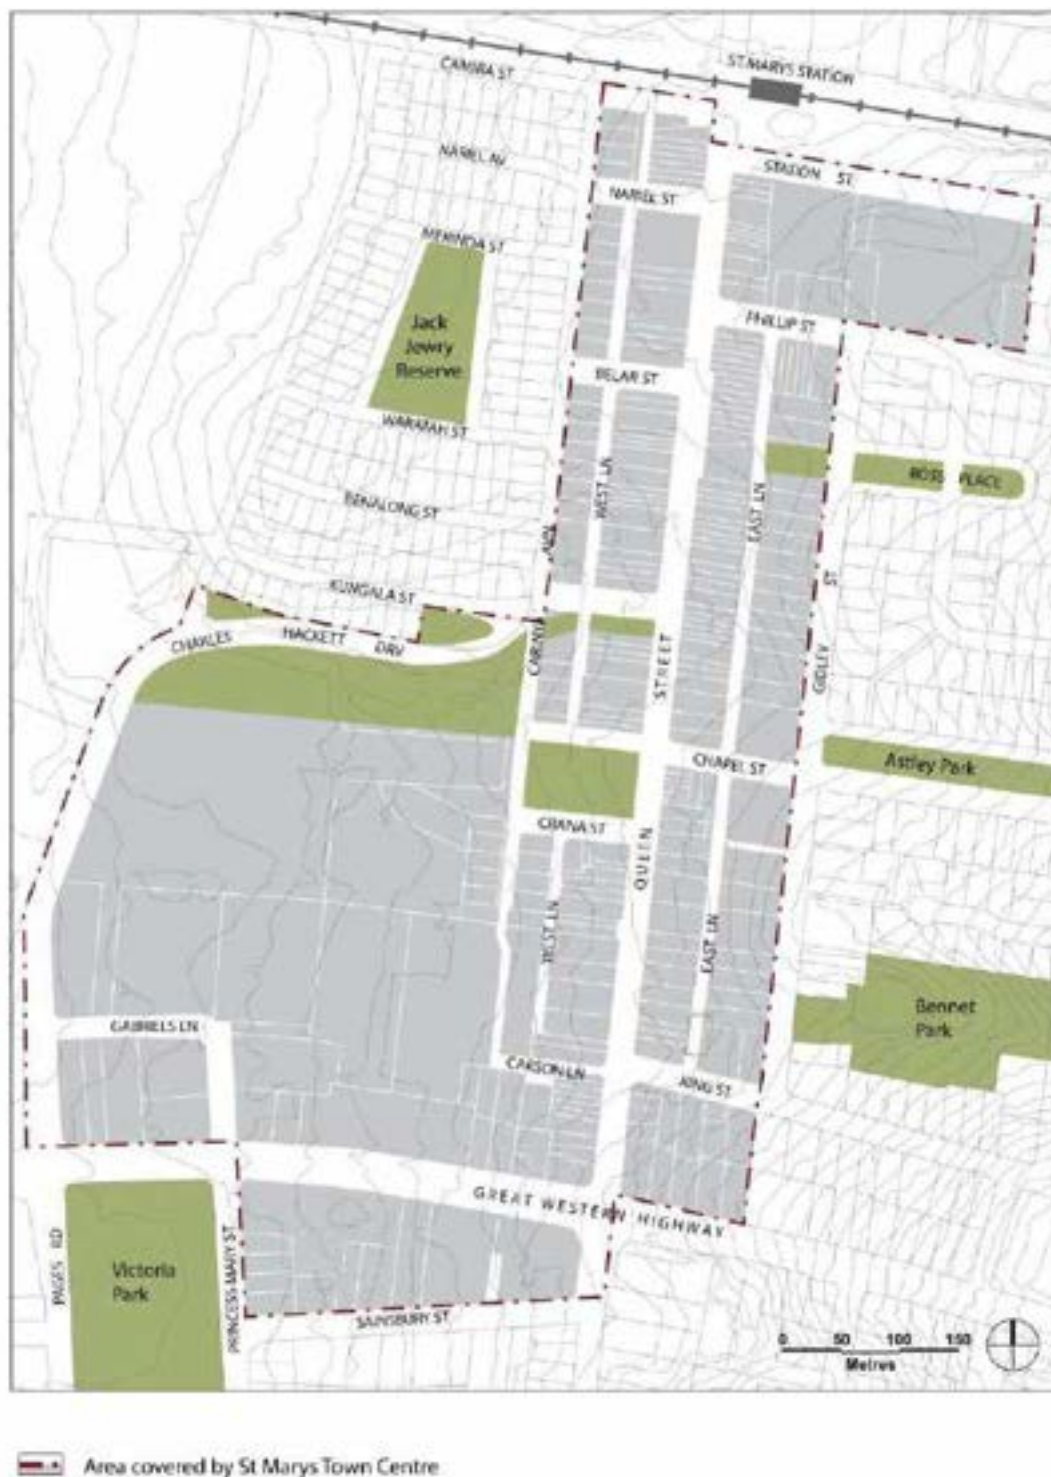 CAMIRA ST
ST MARYS STATION
NARIEL AV
STATION ST
NARIEL ST
MERINDA ST
PHILLIP ST
Jack
Jewry
Reserve
BELAR ST
WARATAH ST
WEST LN
ROSS PLACE
BENALONG ST
EAST LN
KUNGALA ST
ST
CHARLES HACKETT DRV
STREET
GIDLEY
CHAPEL ST
Astley Park
CRANA ST
QUEEN
WEST LN
EAST LN
Bennet
Park
GABRIELS LN
CARSON LN
KING ST
GREAT WESTERN HIGHWAY
PAGES RD
Victoria
Park
PRINCESS MARY ST
SAINSBURY ST
0 50 100 150
Metres
Area covered by St Marys Town Centre